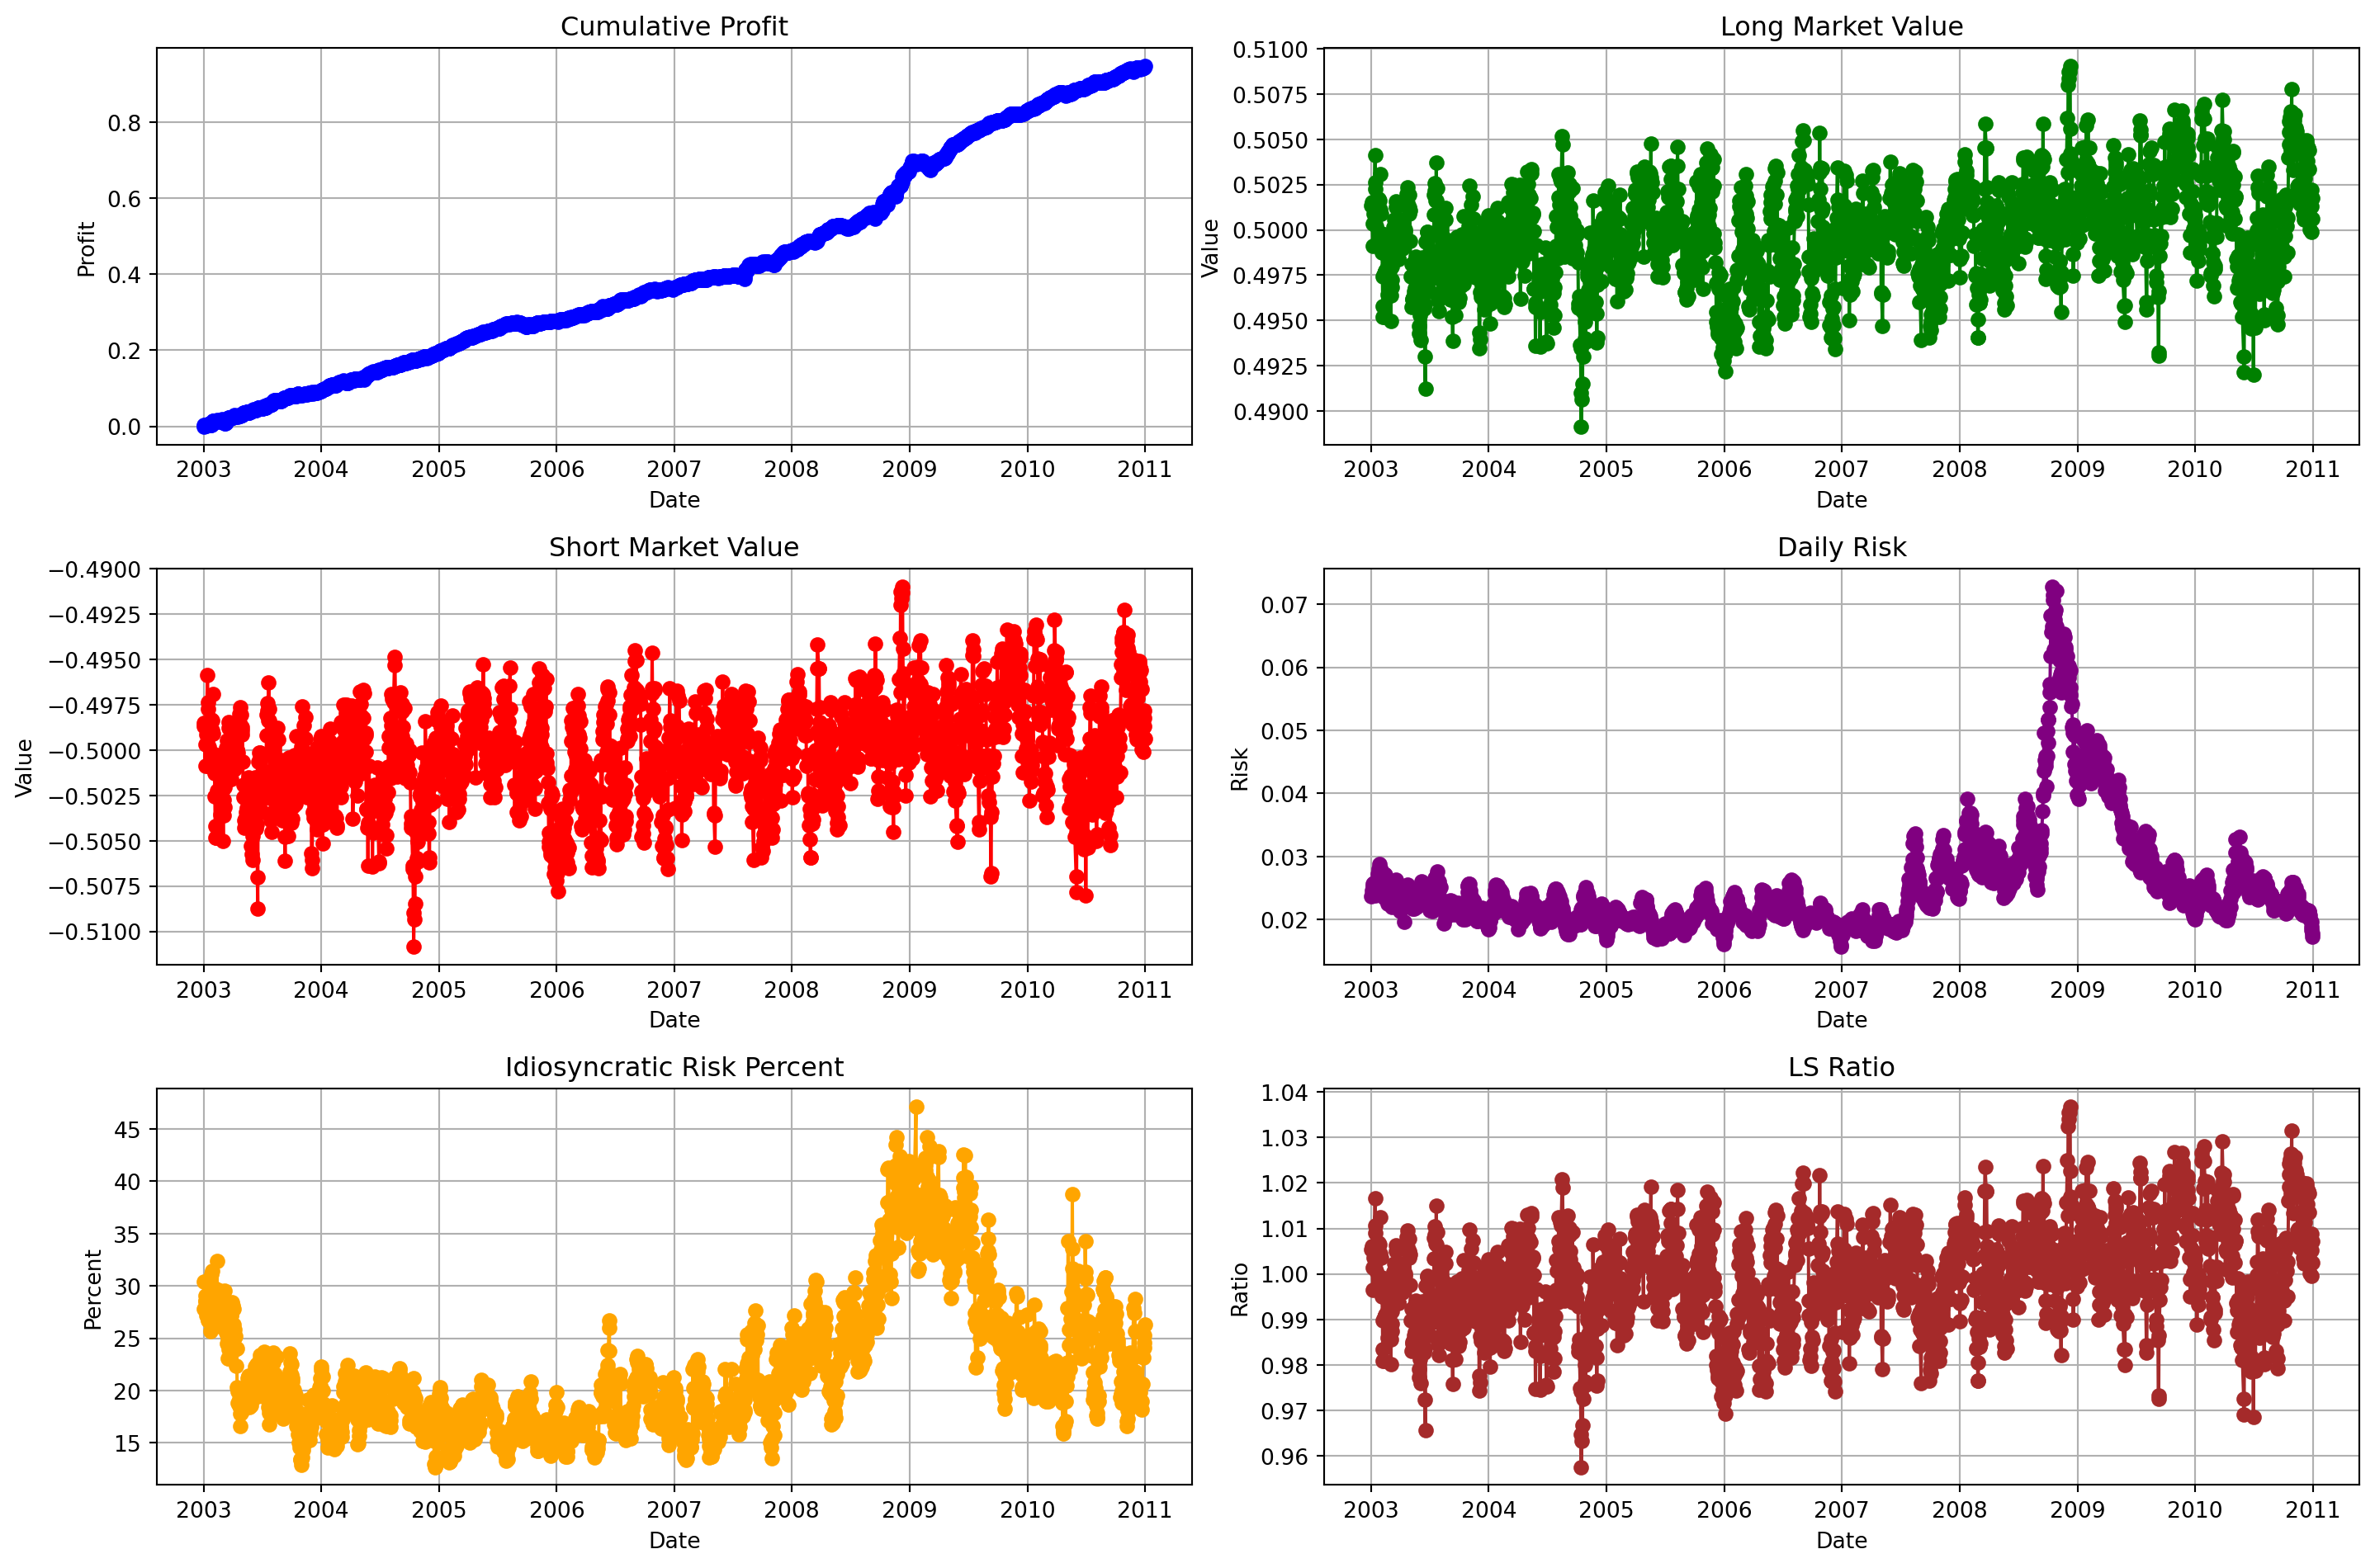 Cumulative Profit
Profit
0.8
0.6
0.4
0.2
0.0
2003 2004 2005 2006 2007 2008 2009 2010 2011
Date
Long Market Value
Value
0.5100
0.5075
0.5050
0.5025
0.5000
0.4975
0.4950
0.4925
0.4900
2003 2004 2005 2006 2007 2008 2009 2010 2011
Date
Short Market Value
Value
−0.4900
−0.4925
−0.4950
−0.4975
−0.5000
−0.5025
−0.5050
−0.5075
−0.5100
2003 2004 2005 2006 2007 2008 2009 2010 2011
Date
Daily Risk
Risk
0.07
0.06
0.05
0.04
0.03
0.02
2003 2004 2005 2006 2007 2008 2009 2010 2011
Date
Idiosyncratic Risk Percent
Percent
45
40
35
30
25
20
15
2003 2004 2005 2006 2007 2008 2009 2010 2011
Date
LS Ratio
Ratio
1.04
1.03
1.02
1.01
1.00
0.99
0.98
0.97
0.96
2003 2004 2005 2006 2007 2008 2009 2010 2011
Date